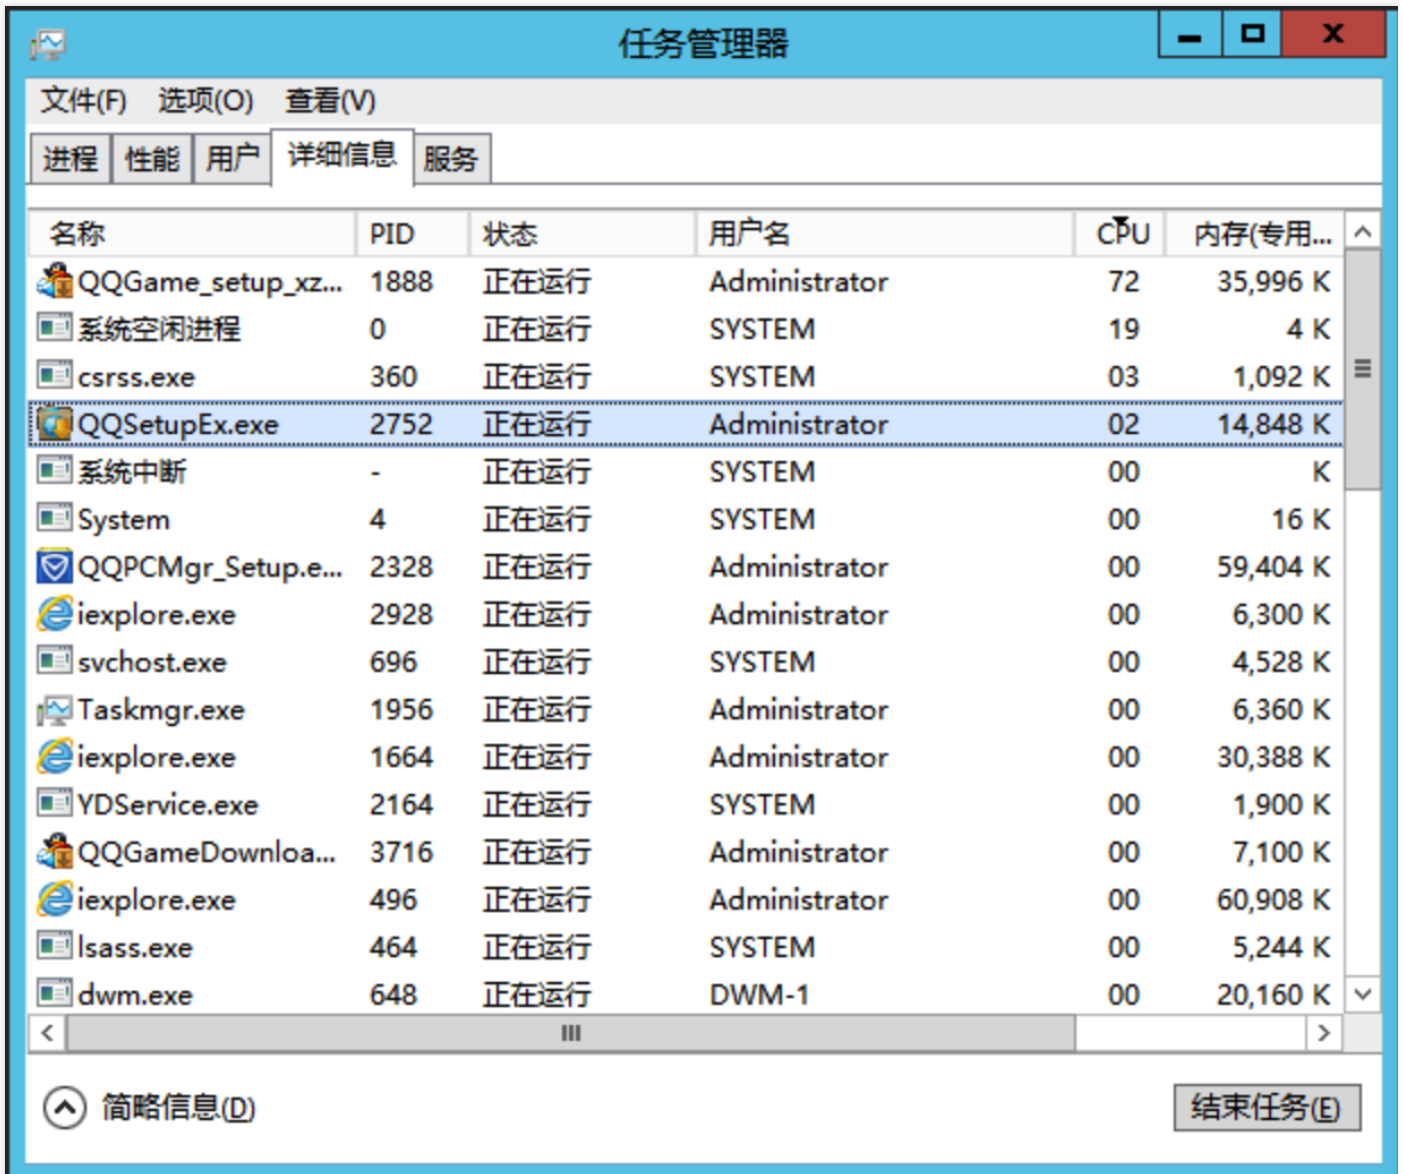 任务管理器
文件(F) 选项(O) 查看(V)
进程 性能 用户 详细信息 服务
名称 PID 状态 用户名 CPU 内存(专用...
QQGame_setup_xz... 1888 正在运行 Administrator 72 35,996 K
系统空闲进程 0 正在运行 SYSTEM 19 4 K
csrss.exe 360 正在运行 SYSTEM 03 1,092 K
QQSetupEx.exe 2752 正在运行 Administrator 02 14,848 K
系统中断 - 正在运行 SYSTEM 00 K
System 4 正在运行 SYSTEM 00 16 K
QQPCMgr_Setup.e... 2328 正在运行 Administrator 00 59,404 K
iexplore.exe 2928 正在运行 Administrator 00 6,300 K
svchost.exe 696 正在运行 SYSTEM 00 4,528 K
Taskmgr.exe 1956 正在运行 Administrator 00 6,360 K
iexplore.exe 1664 正在运行 Administrator 00 30,388 K
YDService.exe 2164 正在运行 SYSTEM 00 1,900 K
QQGameDownloa... 3716 正在运行 Administrator 00 7,100 K
iexplore.exe 496 正在运行 Administrator 00 60,908 K
lsass.exe 464 正在运行 SYSTEM 00 5,244 K
dwm.exe 648 正在运行 DWM-1 00 20,160 K
简略信息(D) 结束任务(E)